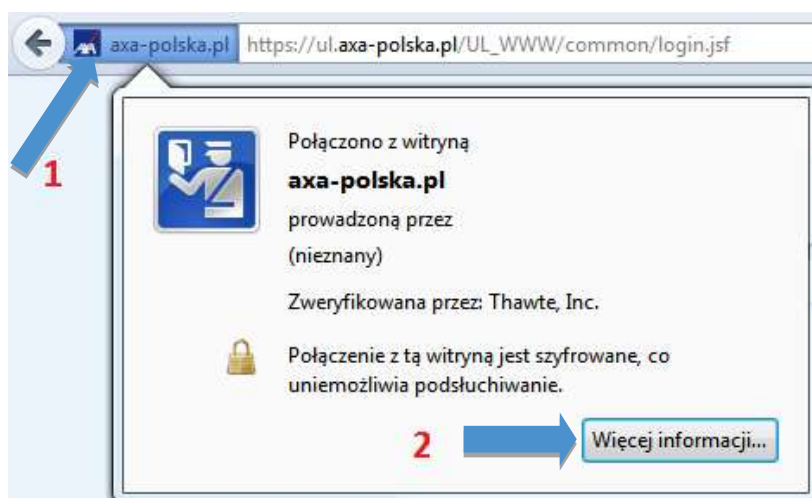 axa-polska.pl https://ul.axa-polska.pl/UL_WWW/common/login.jsf
1
Połączono z witryną
axa-polska.pl
prowadzoną przez
(nieznany)
Zweryfikowana przez: Thawte, Inc.
Połączenie z tą witryną jest szyfrowane, co
uniemożliwia podsłuchiwanie.
2 Więcej informacji...